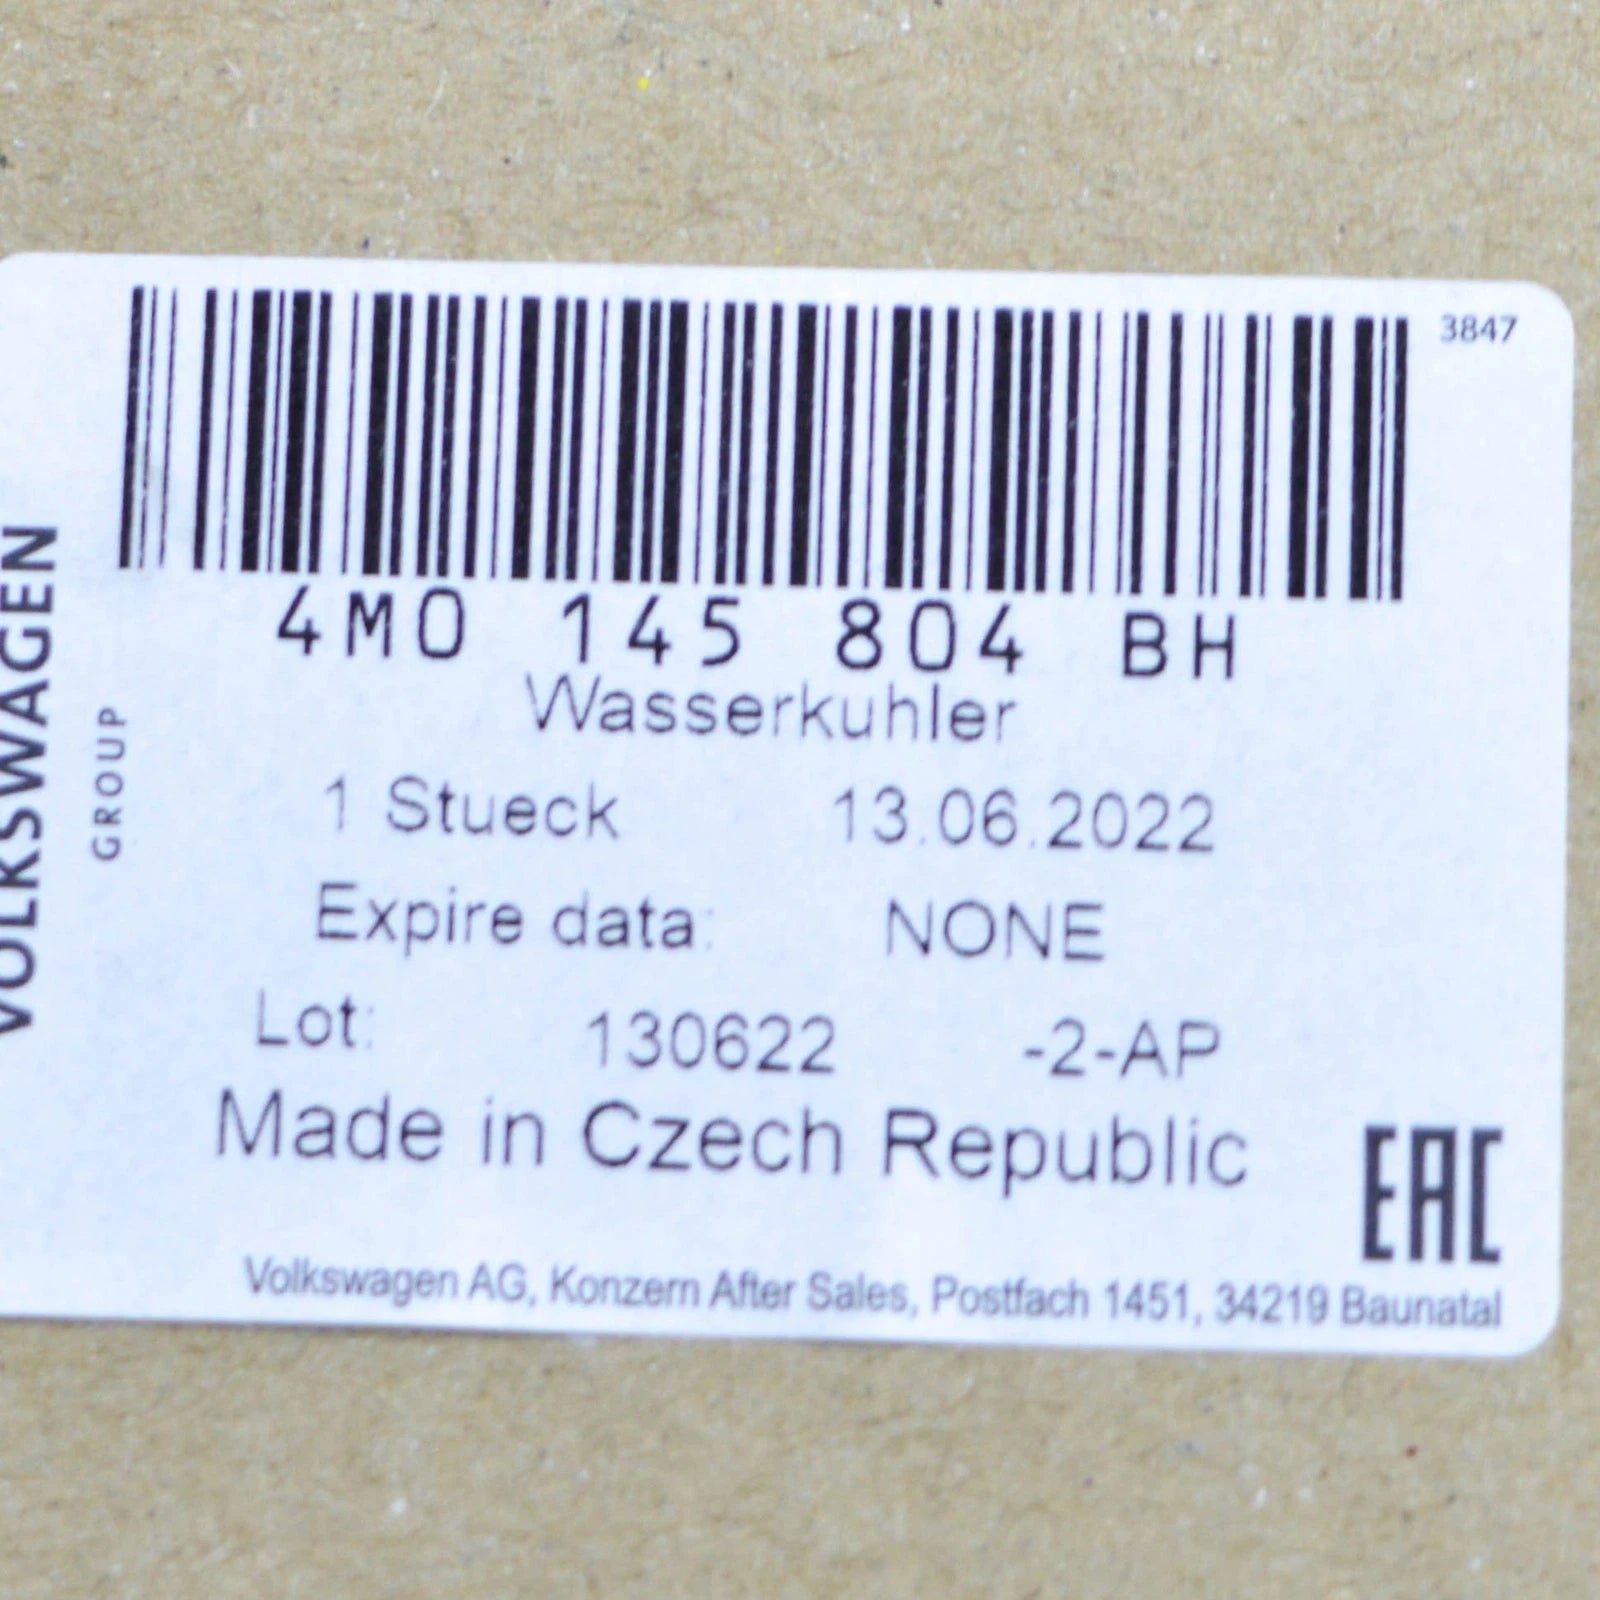 3847
4M0 145 804 BH
Wasserkuhler
1 Stueck 13.06.2022
Expire data: NONE
Lot: 130622 -2-AP
Made in Czech Republic
EAC
Volkswagen AG, Konzern After Sales, Postfach 1451, 34219 Baunatal
VOLKSWAGEN
GROUP